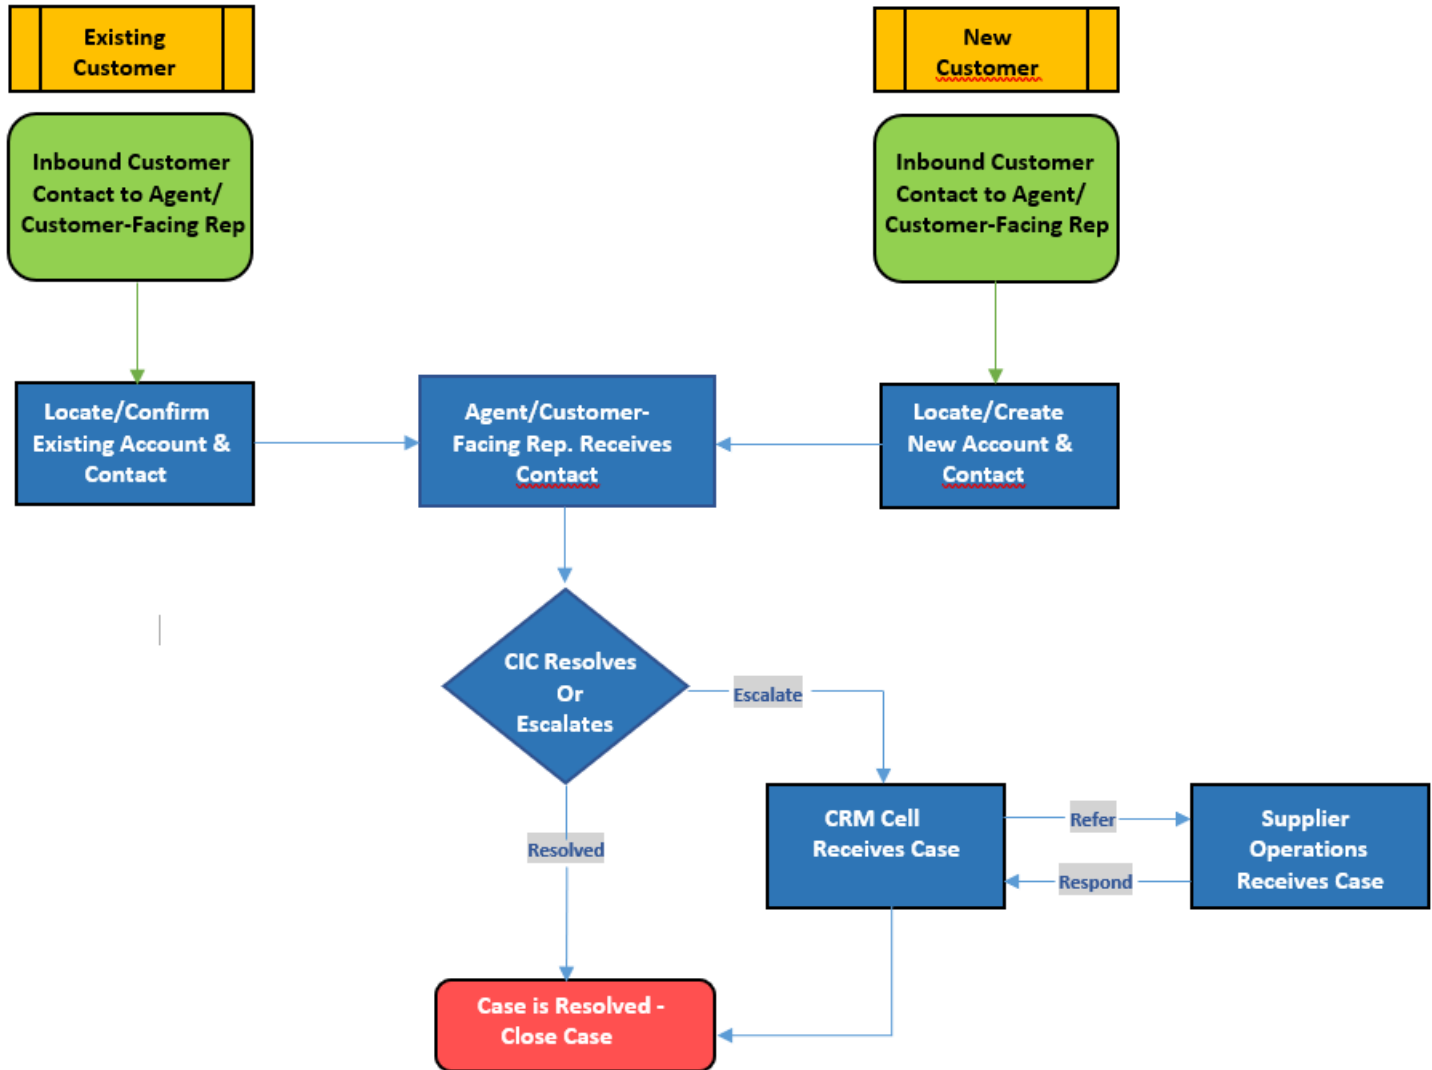 Existing
Customer
New
Customer
Inbound Customer
Contact to Agent/
Customer-Facing Rep
Inbound Customer
Contact to Agent/
Customer-Facing Rep
Locate/Confirm
Existing Account &
Contact
Agent/Customer-
Facing Rep. Receives
Contact
Locate/Create
New Account &
Contact
CIC Resolves
Or
Escalates
Escalate
Resolved
CRM Cell
Receives Case
Refer
Respond
Supplier
Operations
Receives Case
Case is Resolved -
Close Case